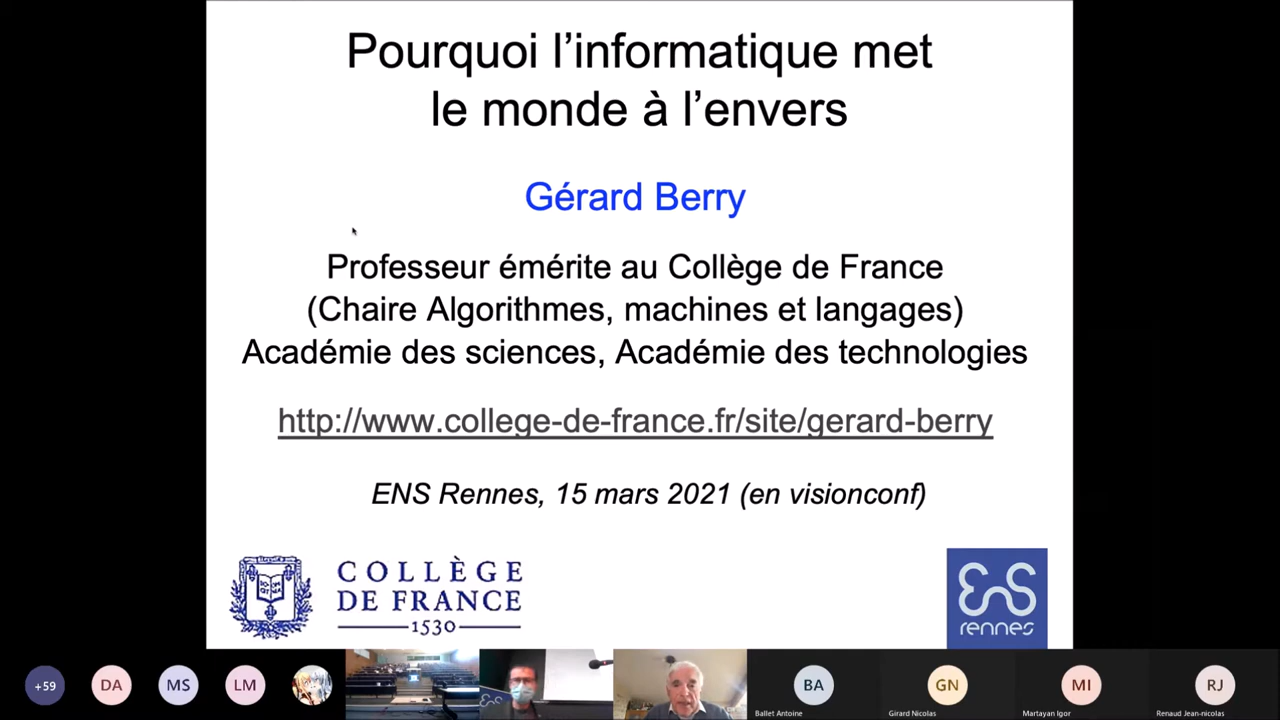 Pourquoi l’informatique met
le monde à l’envers
Gérard Berry
Professeur émérite au Collège de France
(Chaire Algorithmes, machines et langages)
Académie des sciences, Académie des technologies
http://www.college-de-france.fr/site/gerard-berry
ENS Rennes, 15 mars 2021 (en visionconf)
COLLÈGE
DE FRANCE
1530
ENS
rennes
+59
DA
MS
LM
BA
GN
MI
RJ
Ballet Antoine
Girard Nicolas
Martayan Igor
Renaud Jean-nicolas